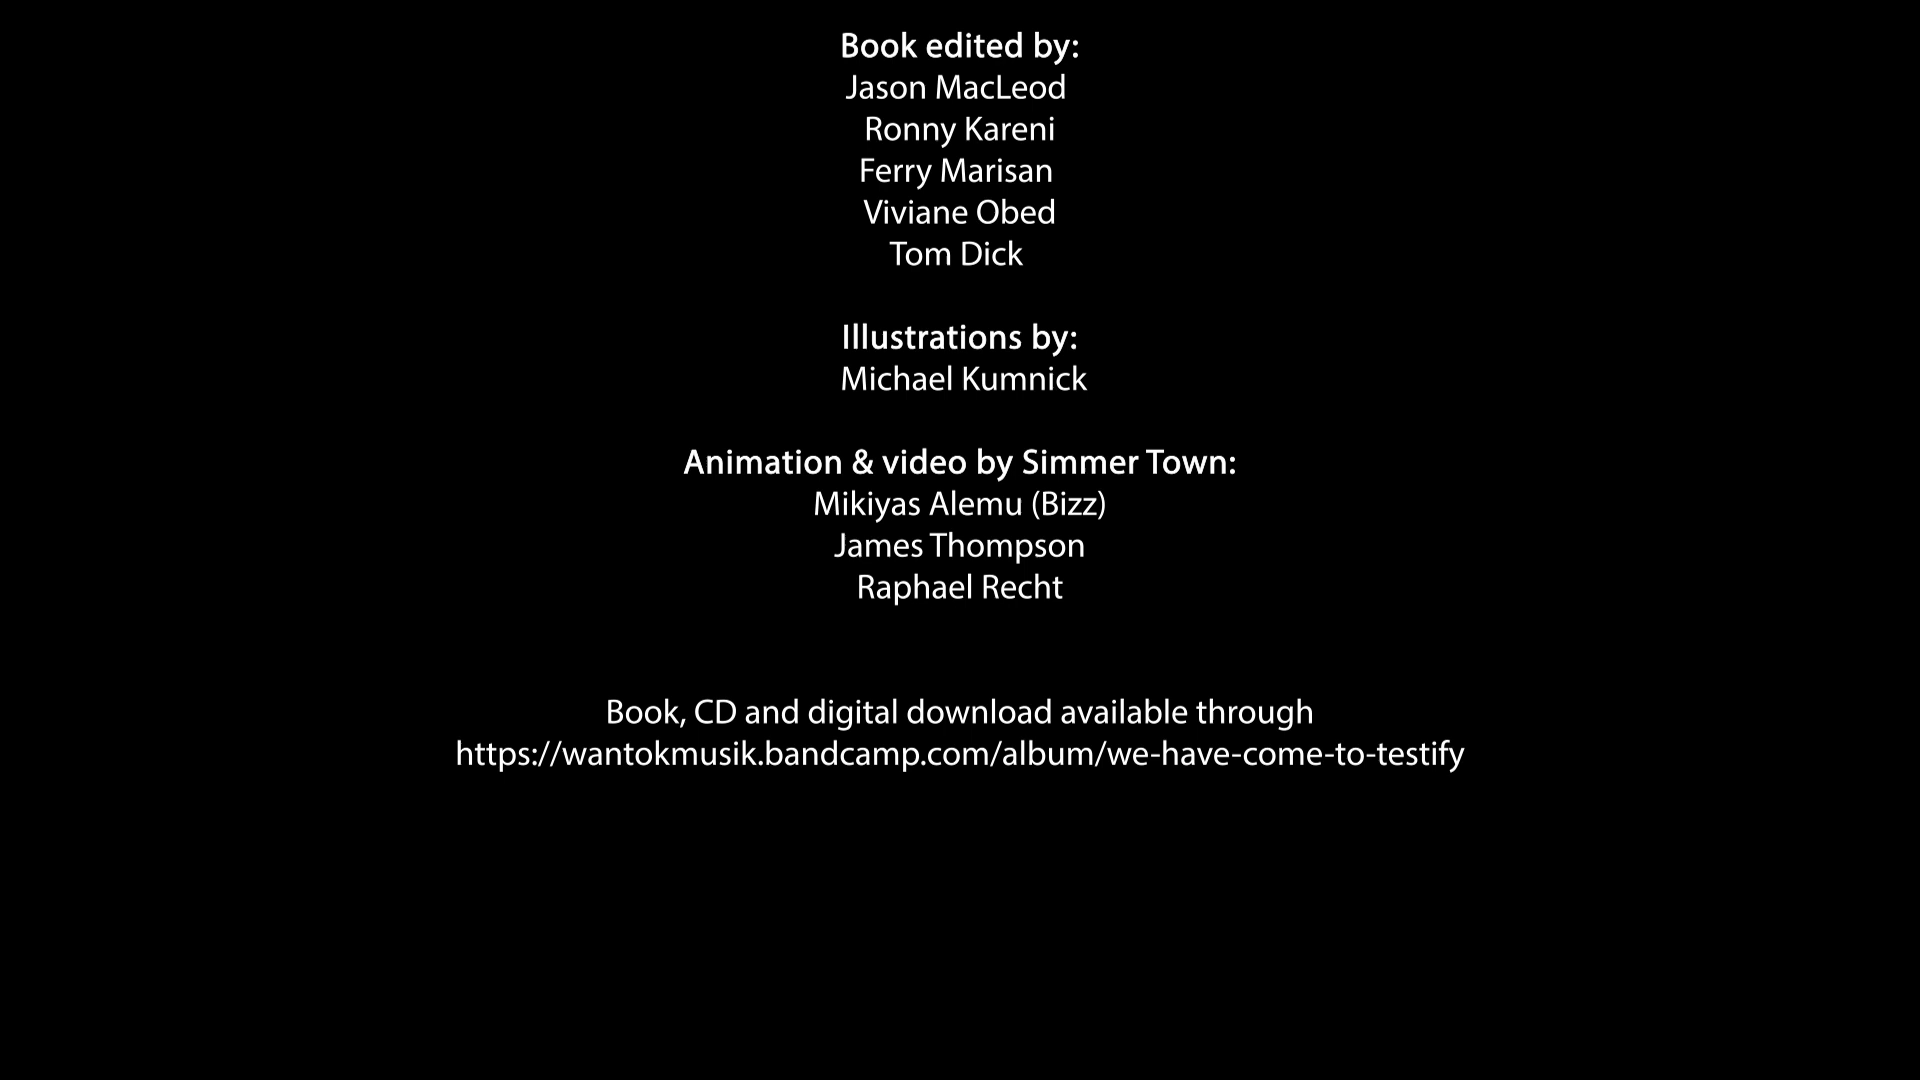 Book edited by:
Jason MacLeod
Ronny Kareni
Ferry Marisan
Viviane Obed
Tom Dick
Illustrations by:
Michael Kumnick
Animation & video by Simmer Town:
Mikiyas Alemu (Bizz)
James Thompson
Raphael Recht
Book, CD and digital download available through
https://wantokmusik.bandcamp.com/album/we-have-come-to-testify